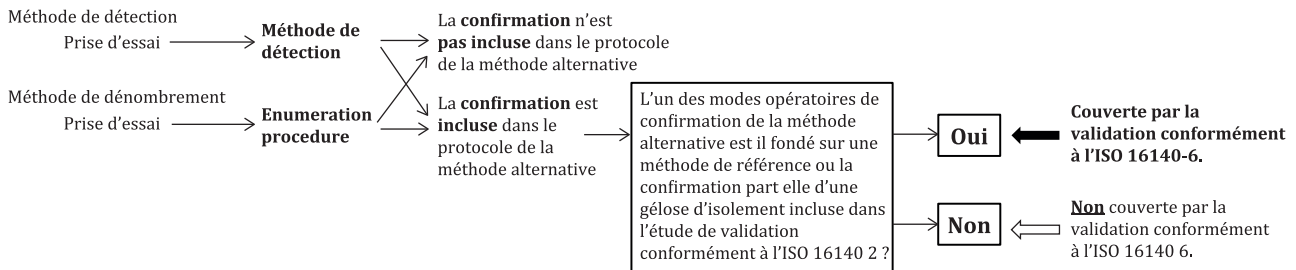 Méthode de détection
Prise d'essai
Méthode de
détection
La confirmation n'est
pas incluse dans le protocole
de la méthode alternative
Méthode de dénombrement
Prise d'essai
Enumeration
procedure
La confirmation est
incluse dans le
protocole de la
méthode alternative
L'un des modes opératoires de
confirmation de la méthode
alternative est il fondé sur une
méthode de référence ou la
confirmation part elle d'une
gélose d'isolement incluse dans
l'étude de validation
conformément à l'ISO 16140 2 ?
Oui
Couverte par la
validation conformément
à l'ISO 16140-6.
Non
Non couverte par la
validation conformément
à l'ISO 16140 6.